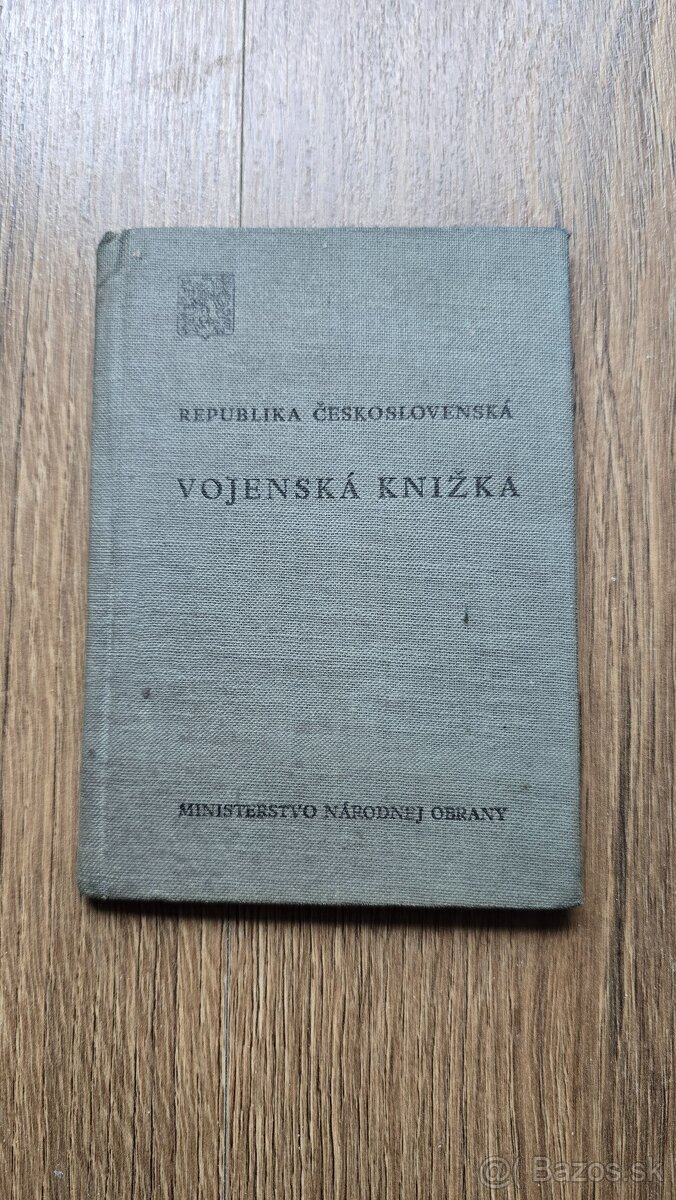 REPUBLIKA ČESKOSLOVENSKÁ
VOJENSKÁ KNIŽKA
MINISTERSTVO NÁRODNEJ OBRANY
Bazos.sk